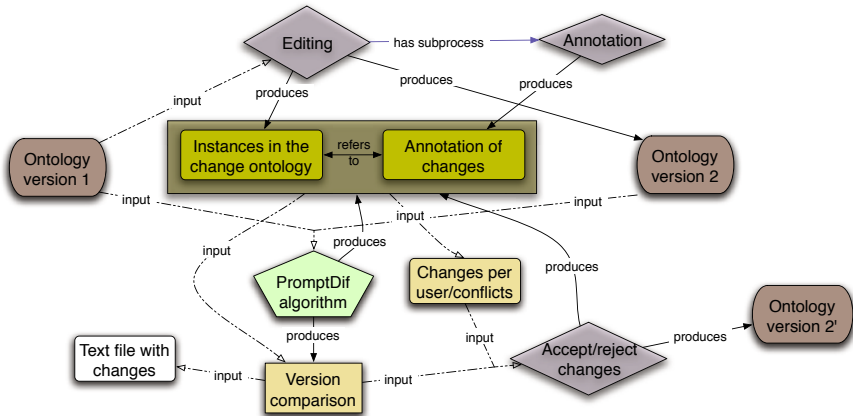 Editing
has subprocess
Annotation
input
produces
produces
produces
Ontology
version 1
Instances in the
change ontology
refers
to
Annotation of
changes
Ontology
version 2
input
input
input
input
produces
PromptDif
algorithm
Changes per
user/conflicts
produces
Ontology
version 2'
produces
produces
input
Text file with
changes
input
Version
comparison
input
Accept/reject
changes